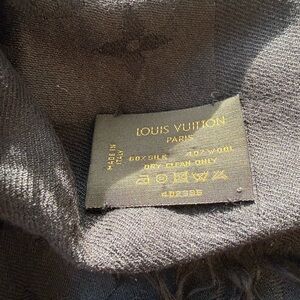 LOUIS VUITTON
PARIS
MADE IN
ITALY
60%SILK 40%WOOL
DRY CLEAN ONLY